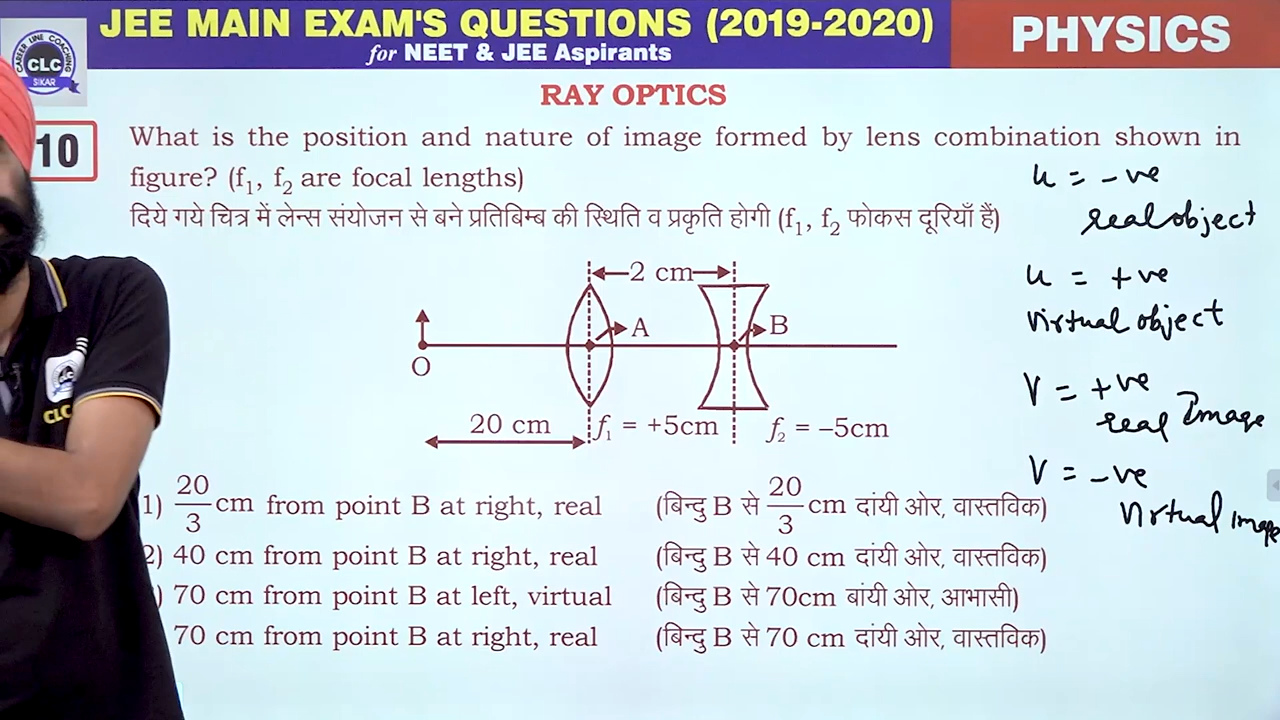 JEE MAIN EXAM'S QUESTIONS (2019-2020)
for NEET & JEE Aspirants
PHYSICS
CAREER LINE COACHING
CLC
SIKAR
RAY OPTICS
10
What is the position and nature of image formed by lens combination shown in
figure? (f₁, f₂ are focal lengths)
दिये गये चित्र में लेन्स संयोजन से बने प्रतिबिम्ब की स्थिति व प्रकृति होगी (f₁, f₂ फोकस दूरियाँ हैं)
u = -ve
real object
u = +ve
virtual object
V = +ve
real Image
V = -ve
Virtual Image
2 cm
A
B
O
20 cm
f₁ = +5cm
f₂ = –5cm
CLC
1) 20/3 cm from point B at right, real (बिन्दु B से 20/3 cm दांयी ओर, वास्तविक)
2) 40 cm from point B at right, real (बिन्दु B से 40 cm दांयी ओर, वास्तविक)
) 70 cm from point B at left, virtual (बिन्दु B से 70cm बांयी ओर, आभासी)
70 cm from point B at right, real (बिन्दु B से 70 cm दांयी ओर, वास्तविक)